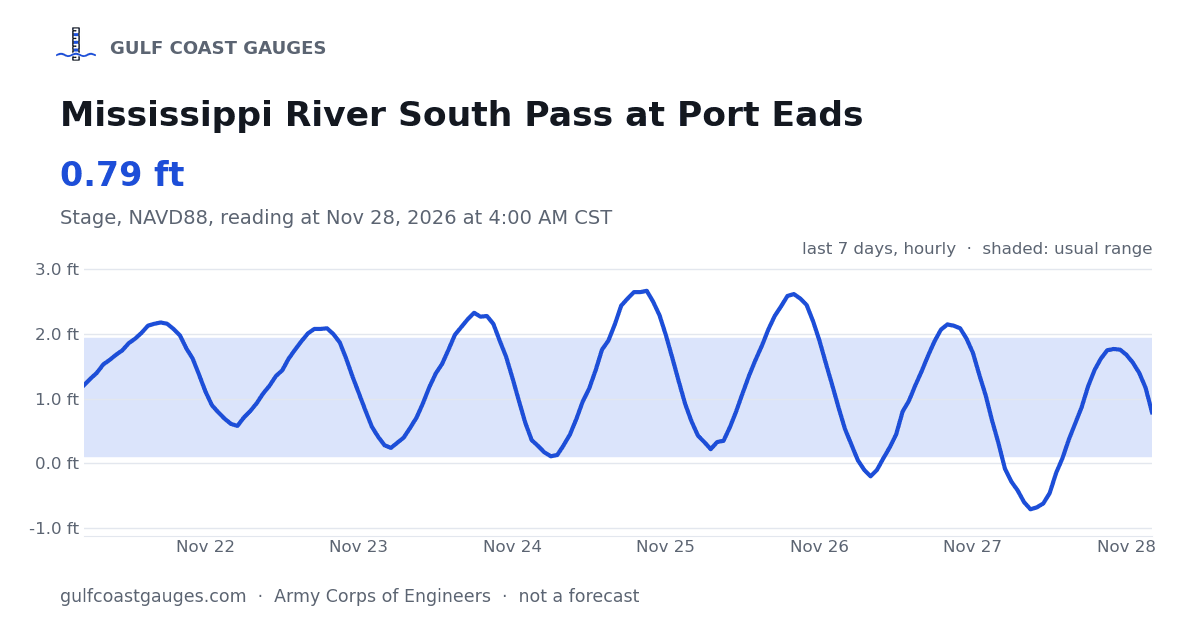 GULF COAST GAUGES
Mississippi River South Pass at Port Eads
0.79 ft
Stage, NAVD88, reading at Nov 28, 2026 at 4:00 AM CST
last 7 days, hourly · shaded: usual range
3.0 ft
2.0 ft
1.0 ft
0.0 ft
-1.0 ft
Nov 22 Nov 23 Nov 24 Nov 25 Nov 26 Nov 27 Nov 28
gulfcoastgauges.com · Army Corps of Engineers · not a forecast